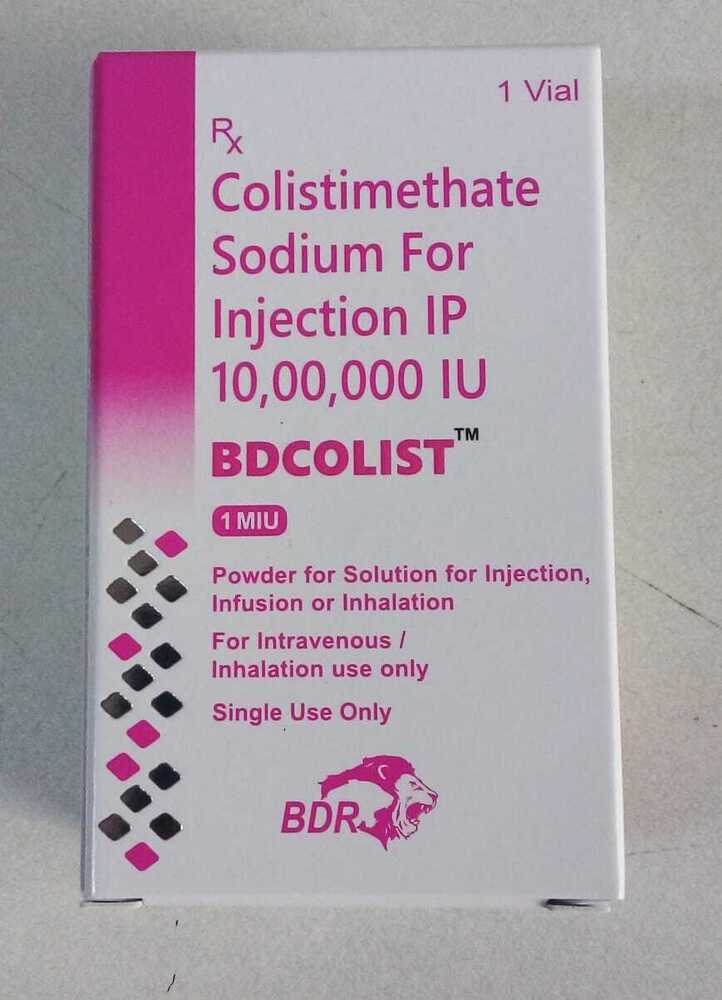 1 Vial
Rx
Colistimethate
Sodium For
Injection IP
10,00,000 IU
BDCOLIST™
1 MIU
Powder for Solution for Injection,
Infusion or Inhalation
For Intravenous /
Inhalation use only
Single Use Only
BDR